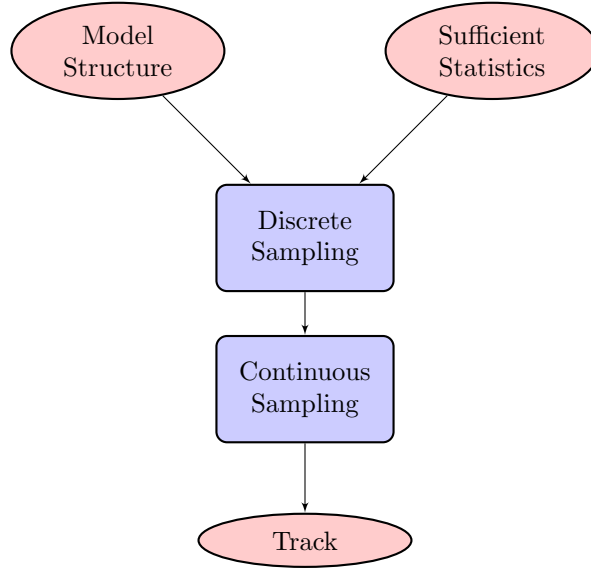 Model
Structure
Sufficient
Statistics
Discrete
Sampling
Continuous
Sampling
Track